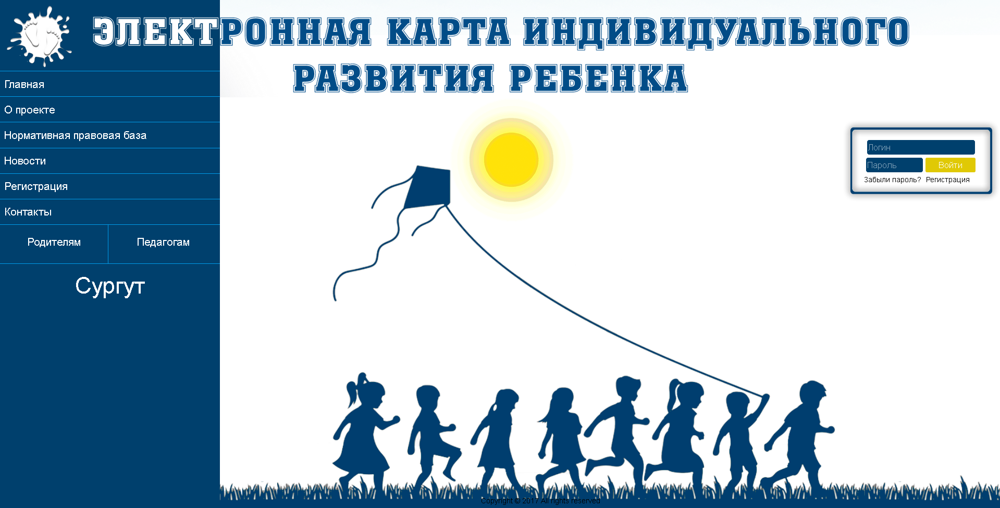 ЭЛЕКТРОННАЯ КАРТА ИНДИВИДУАЛЬНОГО
РАЗВИТИЯ РЕБЕНКА
Главная
О проекте
Нормативная правовая база
Новости
Регистрация
Контакты
Родителям Педагогам
Сургут
Логин
Пароль Войти
Забыли пароль? Регистрация
Copyright © 2017 All rights reserved